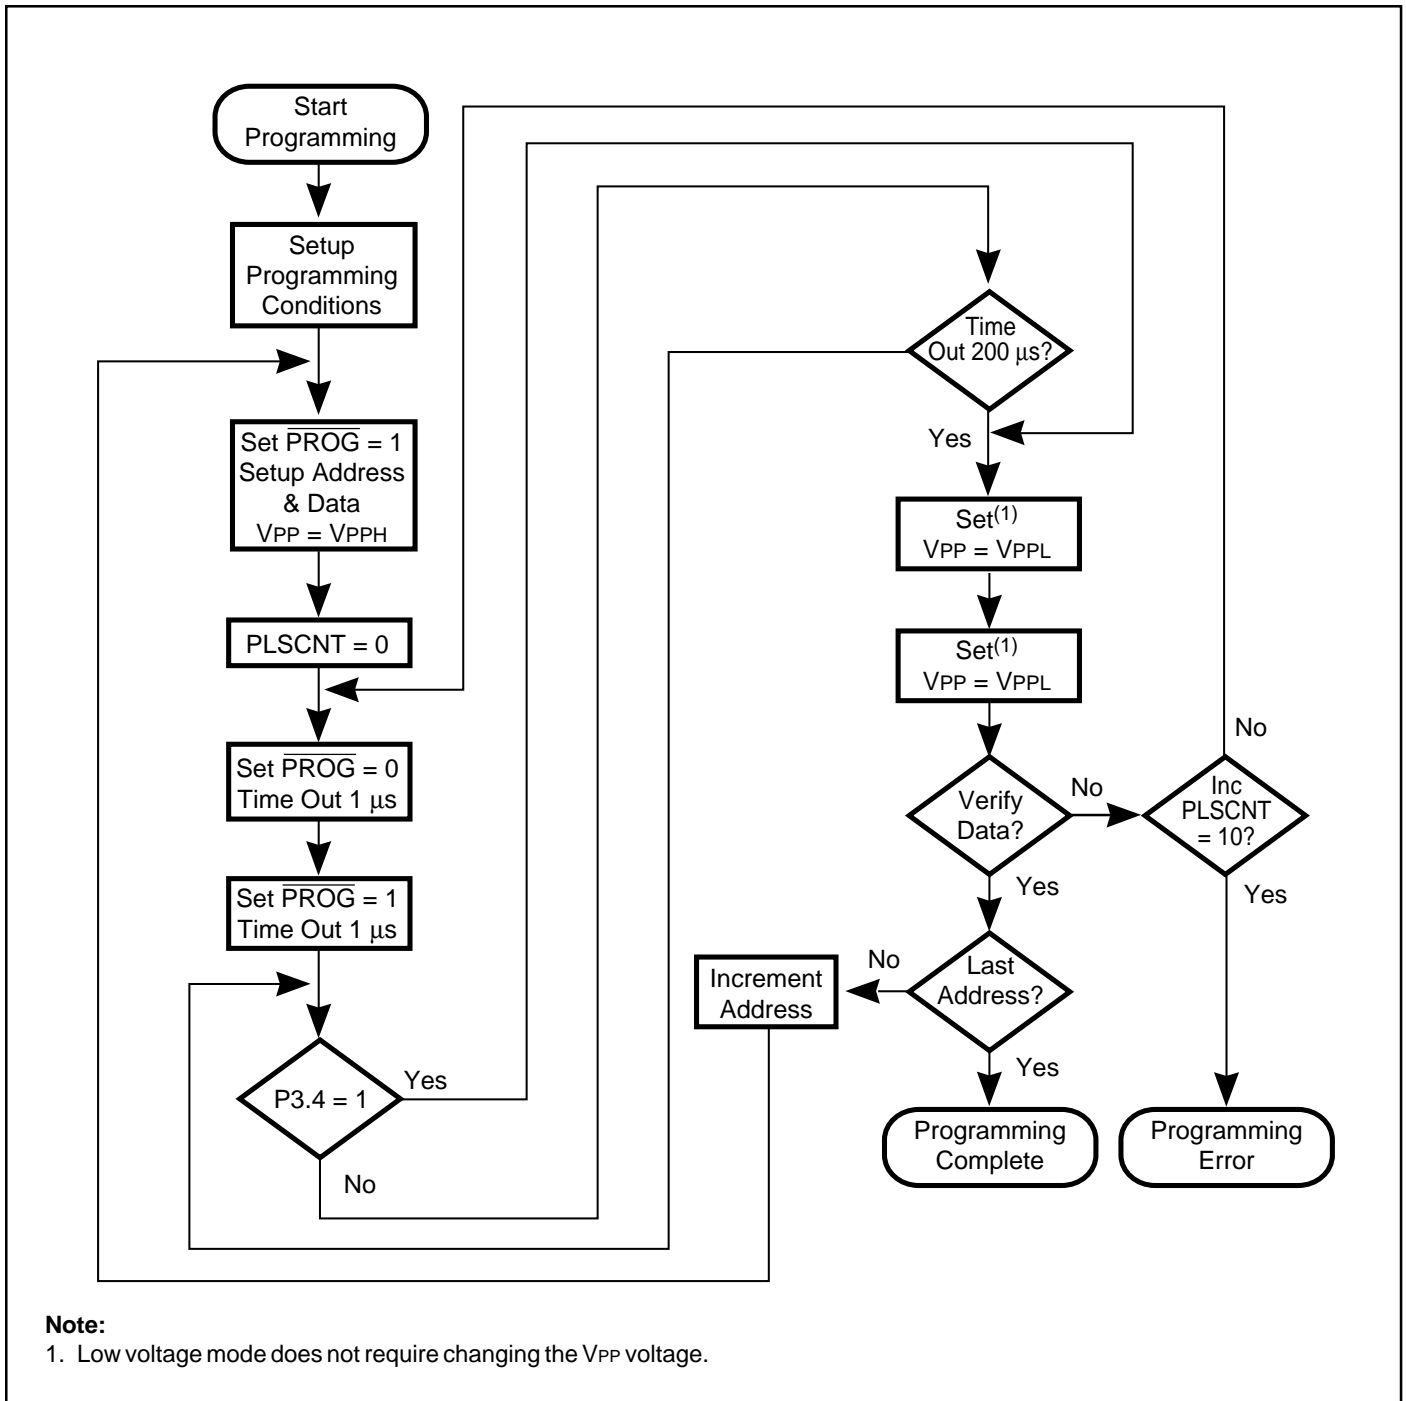 Start
Programming
Setup
Programming
Conditions
Set PROG = 1
Setup Address
& Data
VPP = VPPH
PLSCNT = 0
Set PROG = 0
Time Out 1 µs
Set PROG = 1
Time Out 1 µs
P3.4 = 1
Yes
No
Time
Out 200 µs?
Yes
Set(1)
VPP = VPPL
Set(1)
VPP = VPPL
Verify
Data?
No
Yes
Inc
PLSCNT
= 10?
No
Yes
Last
Address?
No
Yes
Increment
Address
Programming
Complete
Programming
Error
Note:
1. Low voltage mode does not require changing the VPP voltage.